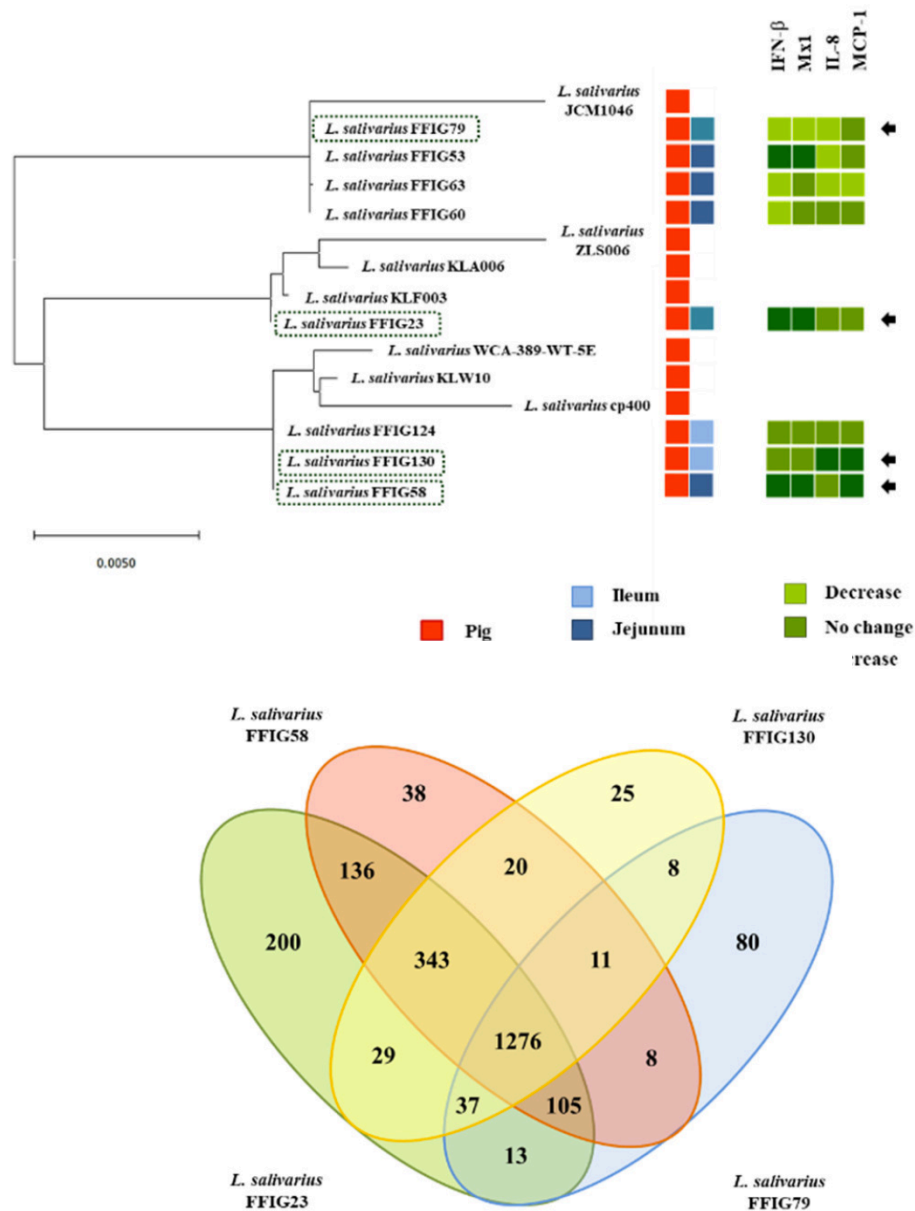 IFN-β
Mx1
IL-8
MCP-1
L. salivarius
JCM1046
L. salivarius FFIG79
L. salivarius FFIG53
L. salivarius FFIG63
L. salivarius FFIG60
L. salivarius
ZLS006
L. salivarius KLA006
L. salivarius KLF003
L. salivarius FFIG23
L. salivarius WCA-389-WT-5E
L. salivarius KLW10
L. salivarius cp400
L. salivarius FFIG124
L. salivarius FFIG130
L. salivarius FFIG58
0.0050
Ileum
Decrease
Pig
Jejunum
No change
rease
L. salivarius
FFIG58
L. salivarius
FFIG130
38
25
136
20
8
200
343
11
80
1276
29
8
37
105
13
L. salivarius
FFIG23
L. salivarius
FFIG79